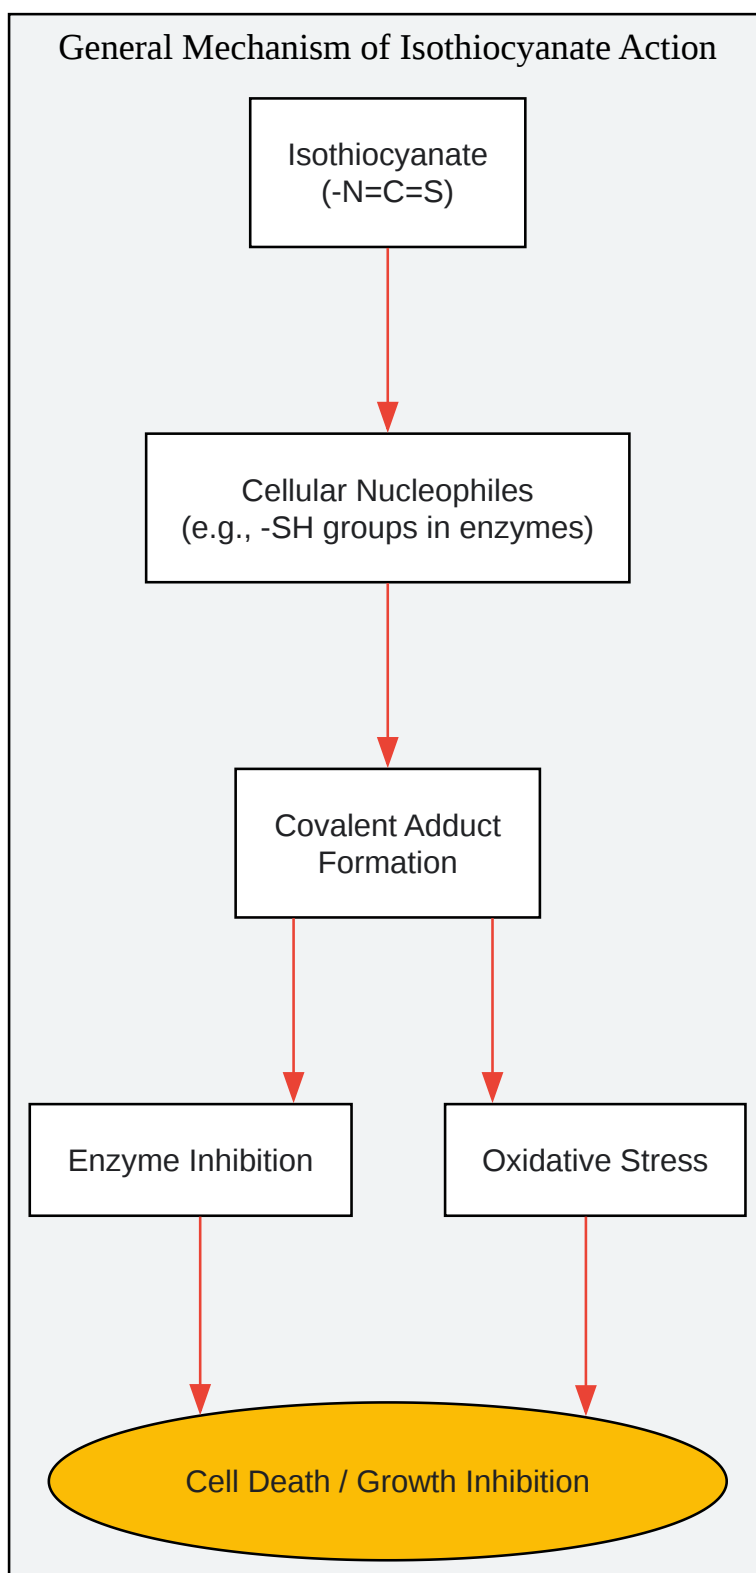 General Mechanism of Isothiocyanate Action
Isothiocyanate
(-N=C=S)
Cellular Nucleophiles
(e.g., -SH groups in enzymes)
Covalent Adduct
Formation
Enzyme Inhibition
Oxidative Stress
Cell Death / Growth Inhibition